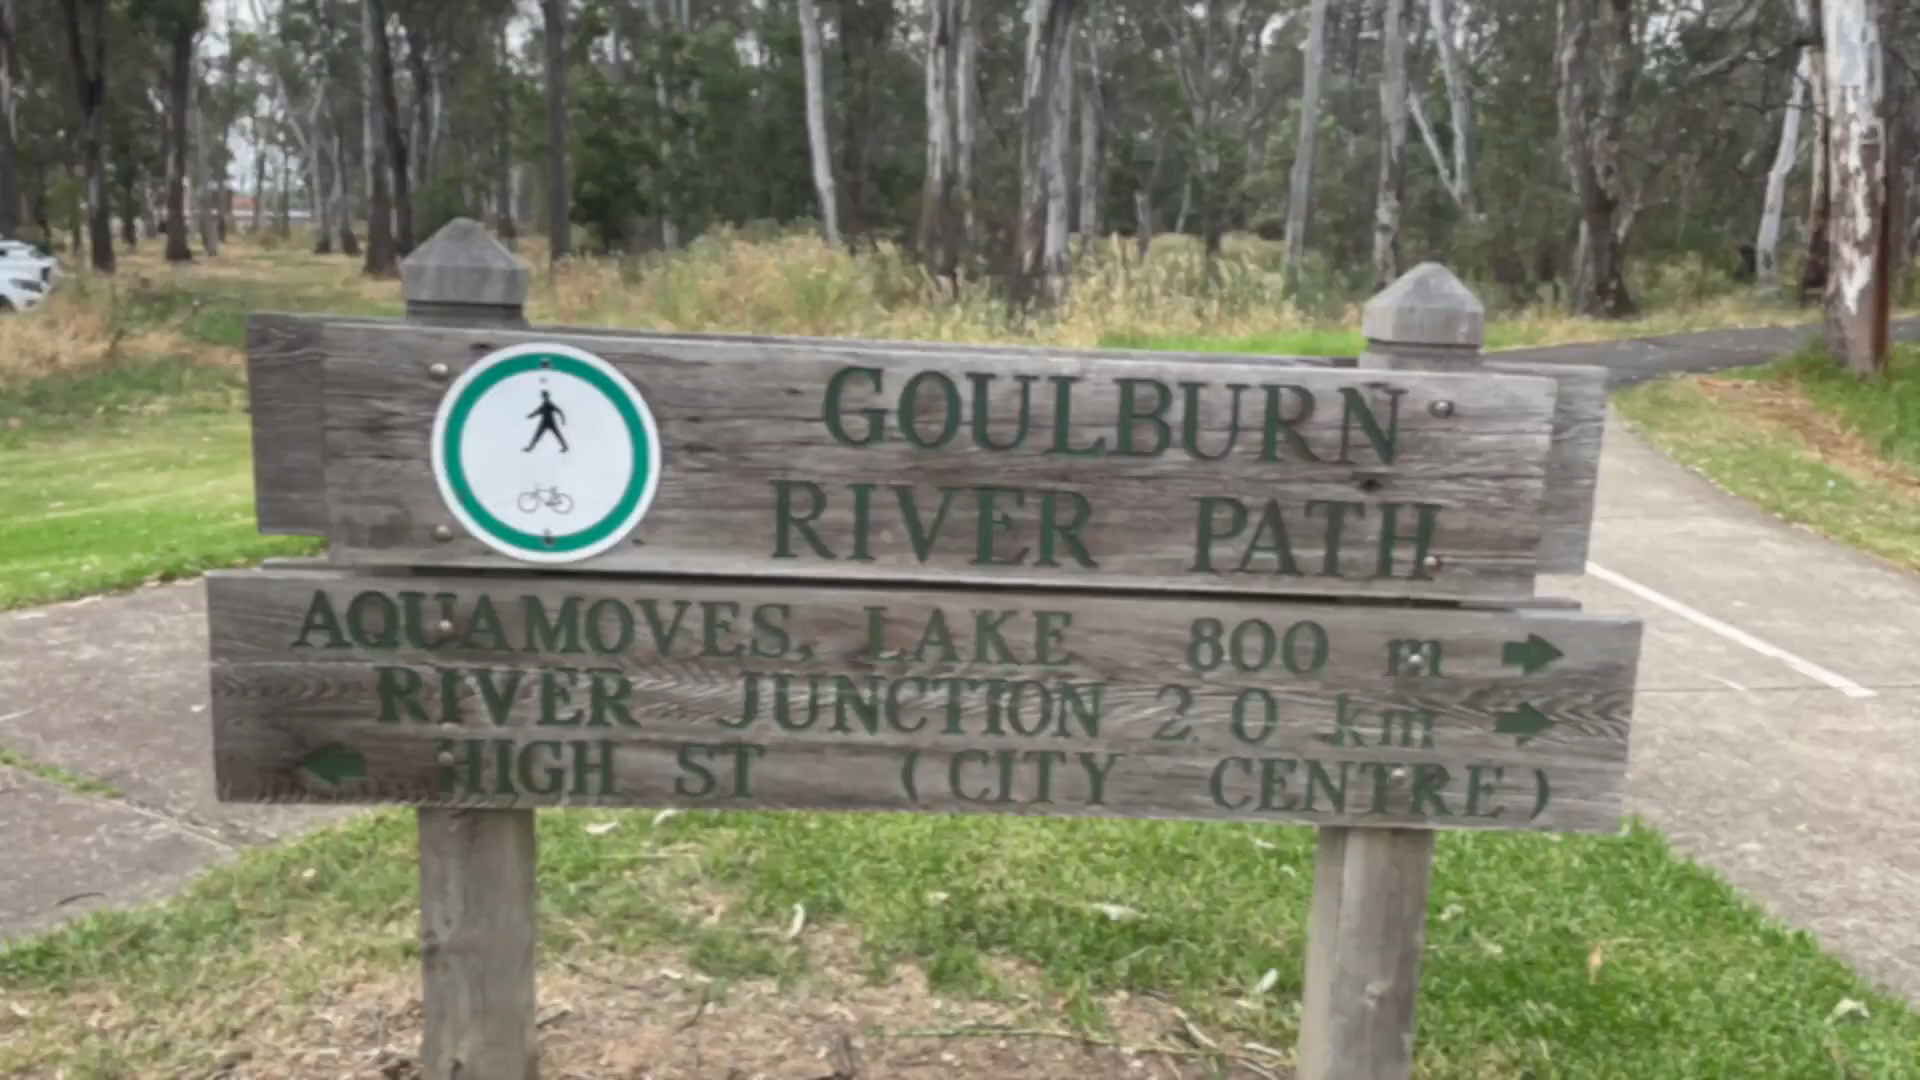 GOULBURN
RIVER PATH
AQUAMOVES, LAKE 800 m
RIVER JUNCTION 2.0 km
HIGH ST (CITY CENTRE)